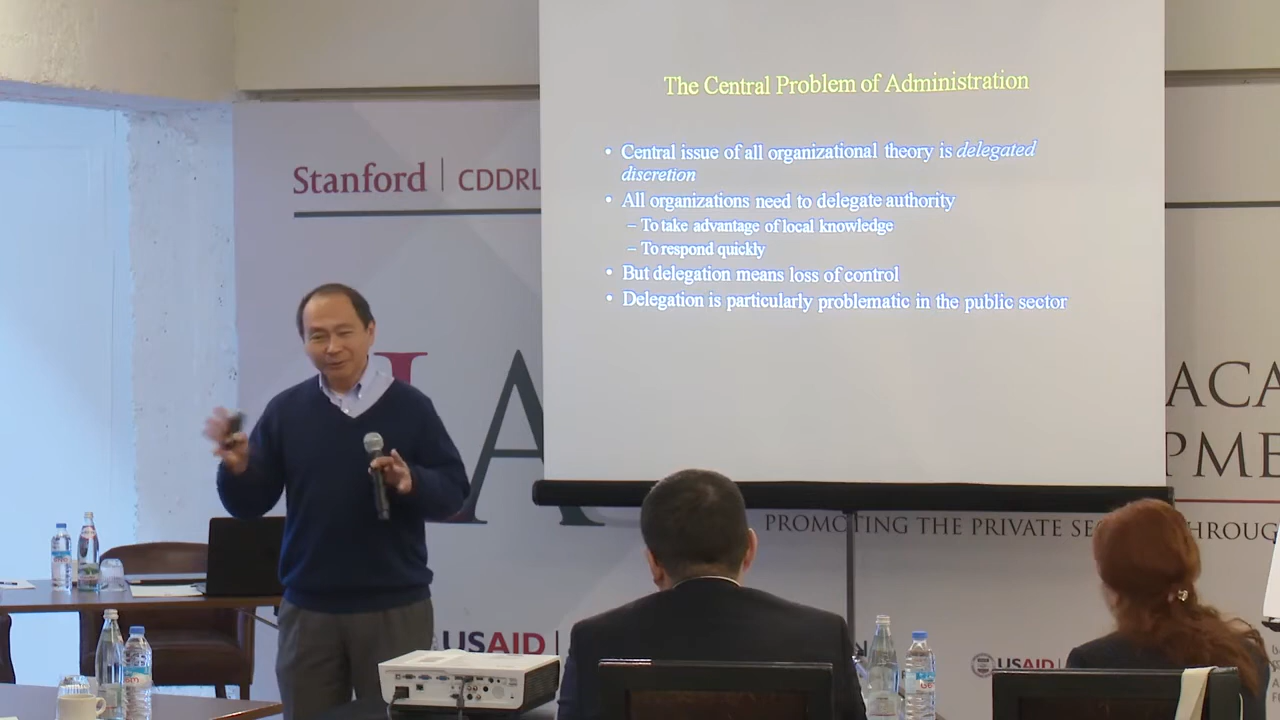 The Central Problem of Administration
• Central issue of all organizational theory is delegated
discretion
• All organizations need to delegate authority
– To take advantage of local knowledge
– To respond quickly
• But delegation means loss of control
• Delegation is particularly problematic in the public sector
Stanford | CDDRL
A
ACA
PME
PROMOTING THE PRIVATE SE THROUG
USAID
USAID